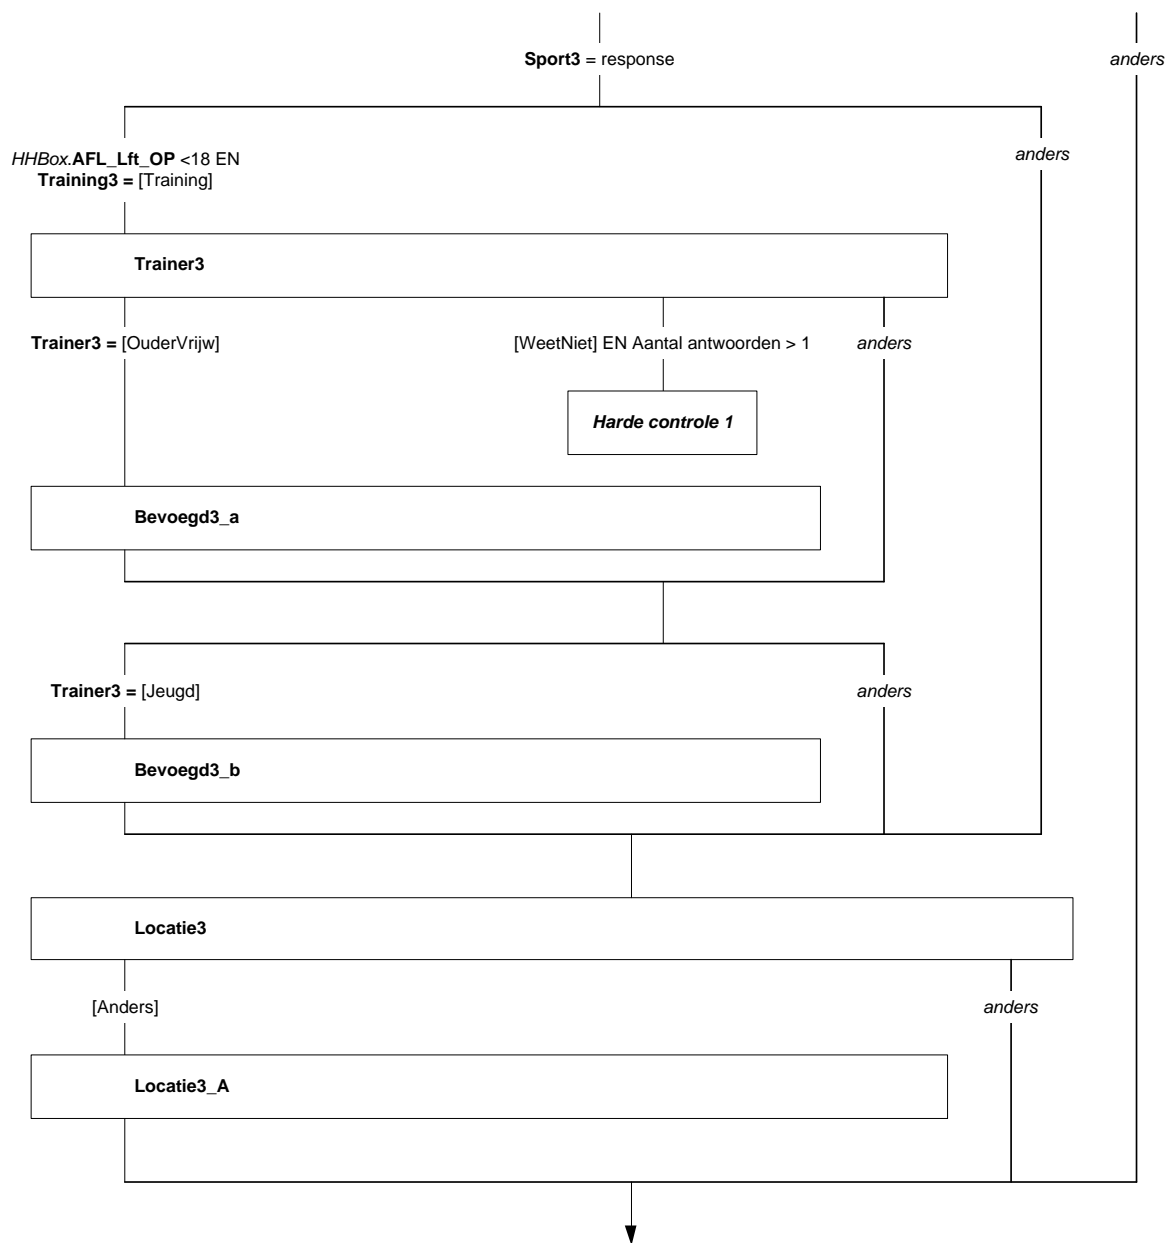 Sport3 = response
anders
HHBox.AFL_Lft_OP <18 EN
Training3 = [Training]
anders
Trainer3
Trainer3 = [OuderVrijw]
[WeetNiet] EN Aantal antwoorden > 1
anders
Harde controle 1
Bevoegd3_a
Trainer3 = [Jeugd]
anders
Bevoegd3_b
Locatie3
[Anders]
anders
Locatie3_A